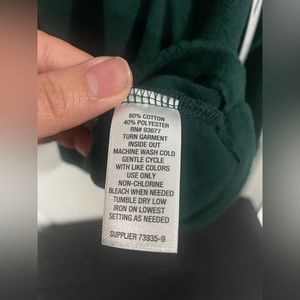 60% COTTON
40% POLYESTER
RN# 93677
TURN GARMENT
INSIDE OUT
MACHINE WASH COLD
GENTLE CYCLE
WITH LIKE COLORS
USE ONLY
NON-CHLORINE
BLEACH WHEN NEEDED
TUMBLE DRY LOW
IRON ON LOWEST
SETTING AS NEEDED
SUPPLIER 73935-9